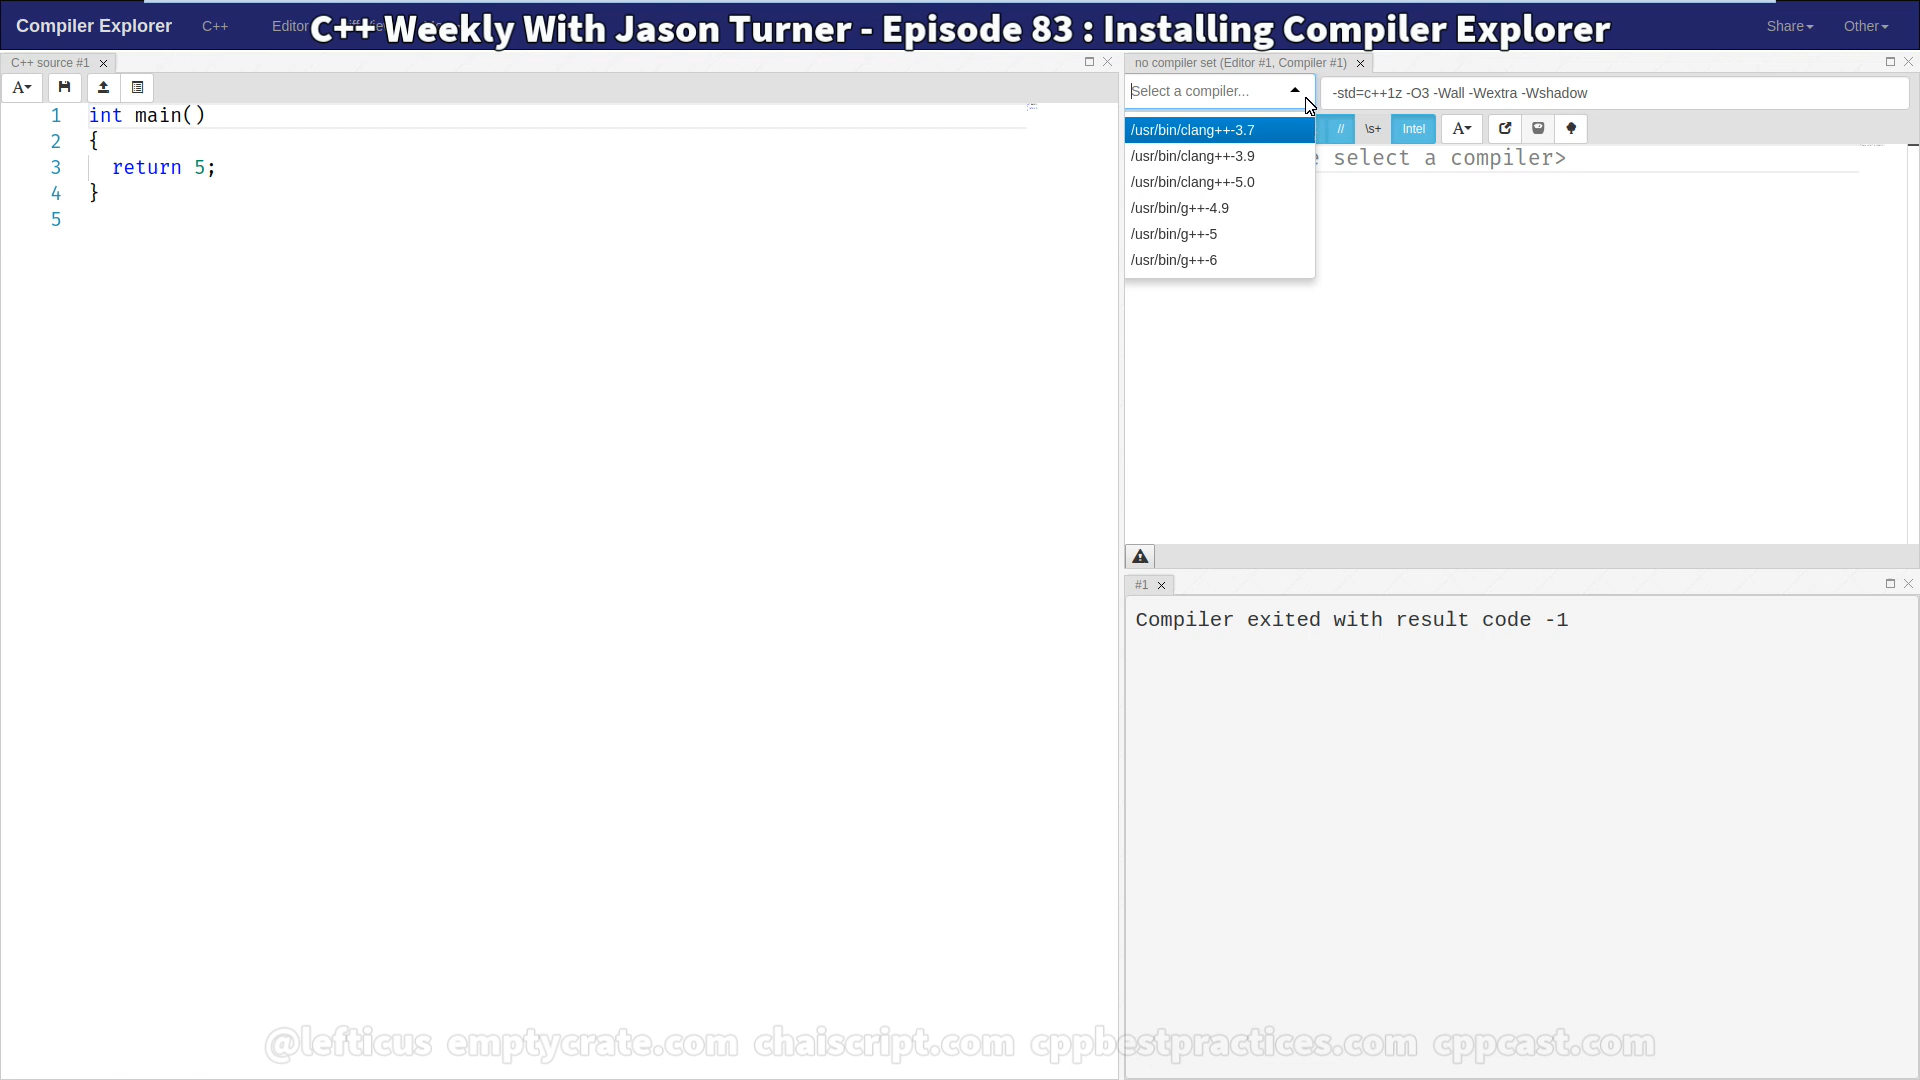 Compiler Explorer C++ Editor
C++ Weekly With Jason Turner - Episode 83 : Installing Compiler Explorer
Share Other
C++ source #1
A
1 int main()
2 {
3 return 5;
4 }
5
no compiler set (Editor #1, Compiler #1)
Select a compiler...
-std=c++1z -O3 -Wall -Wextra -Wshadow
/usr/bin/clang++-3.7
/usr/bin/clang++-3.9
/usr/bin/clang++-5.0
/usr/bin/g++-4.9
/usr/bin/g++-5
/usr/bin/g++-6
// \s+ Intel A
select a compiler>
#1
Compiler exited with result code -1
@lefticus emptycrate.com chaiscript.com cppbestpractices.com cppcast.com